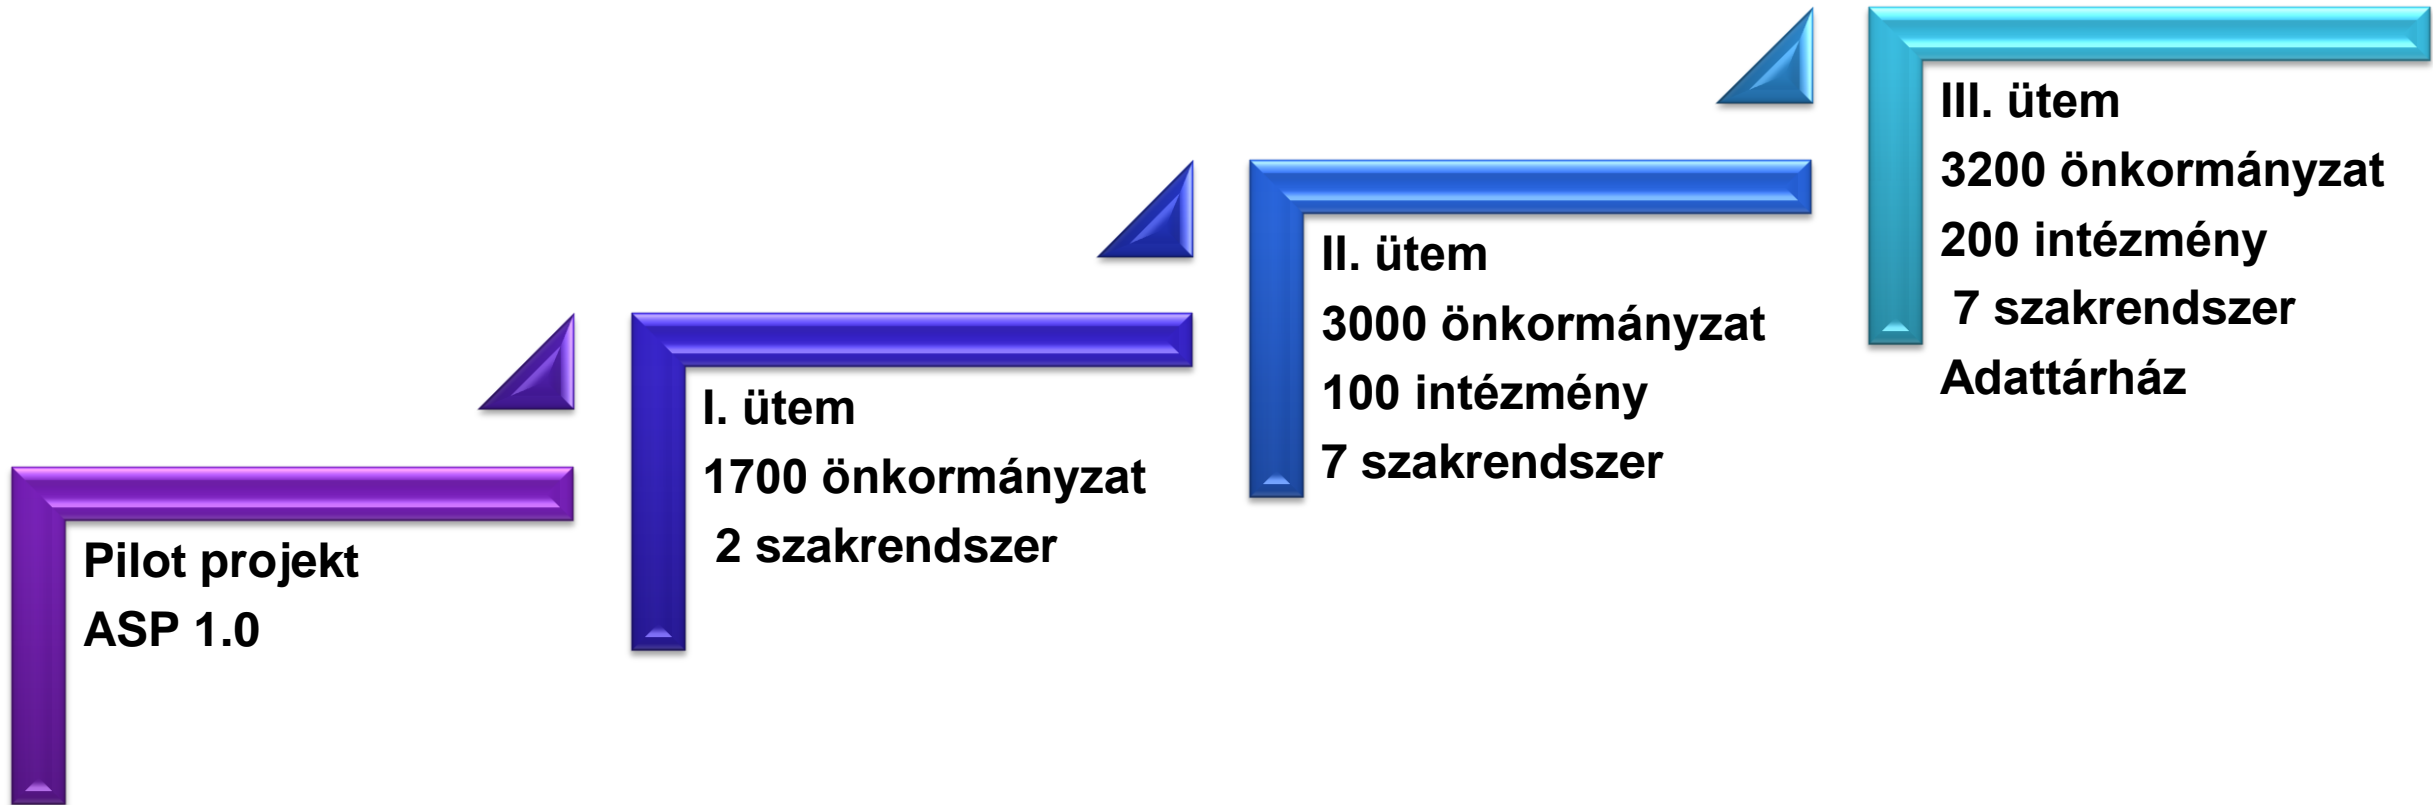 Pilot projekt
ASP 1.0
I. ütem
1700 önkormányzat
2 szakrendszer
II. ütem
3000 önkormányzat
100 intézmény
7 szakrendszer
III. ütem
3200 önkormányzat
200 intézmény
7 szakrendszer
Adattárház